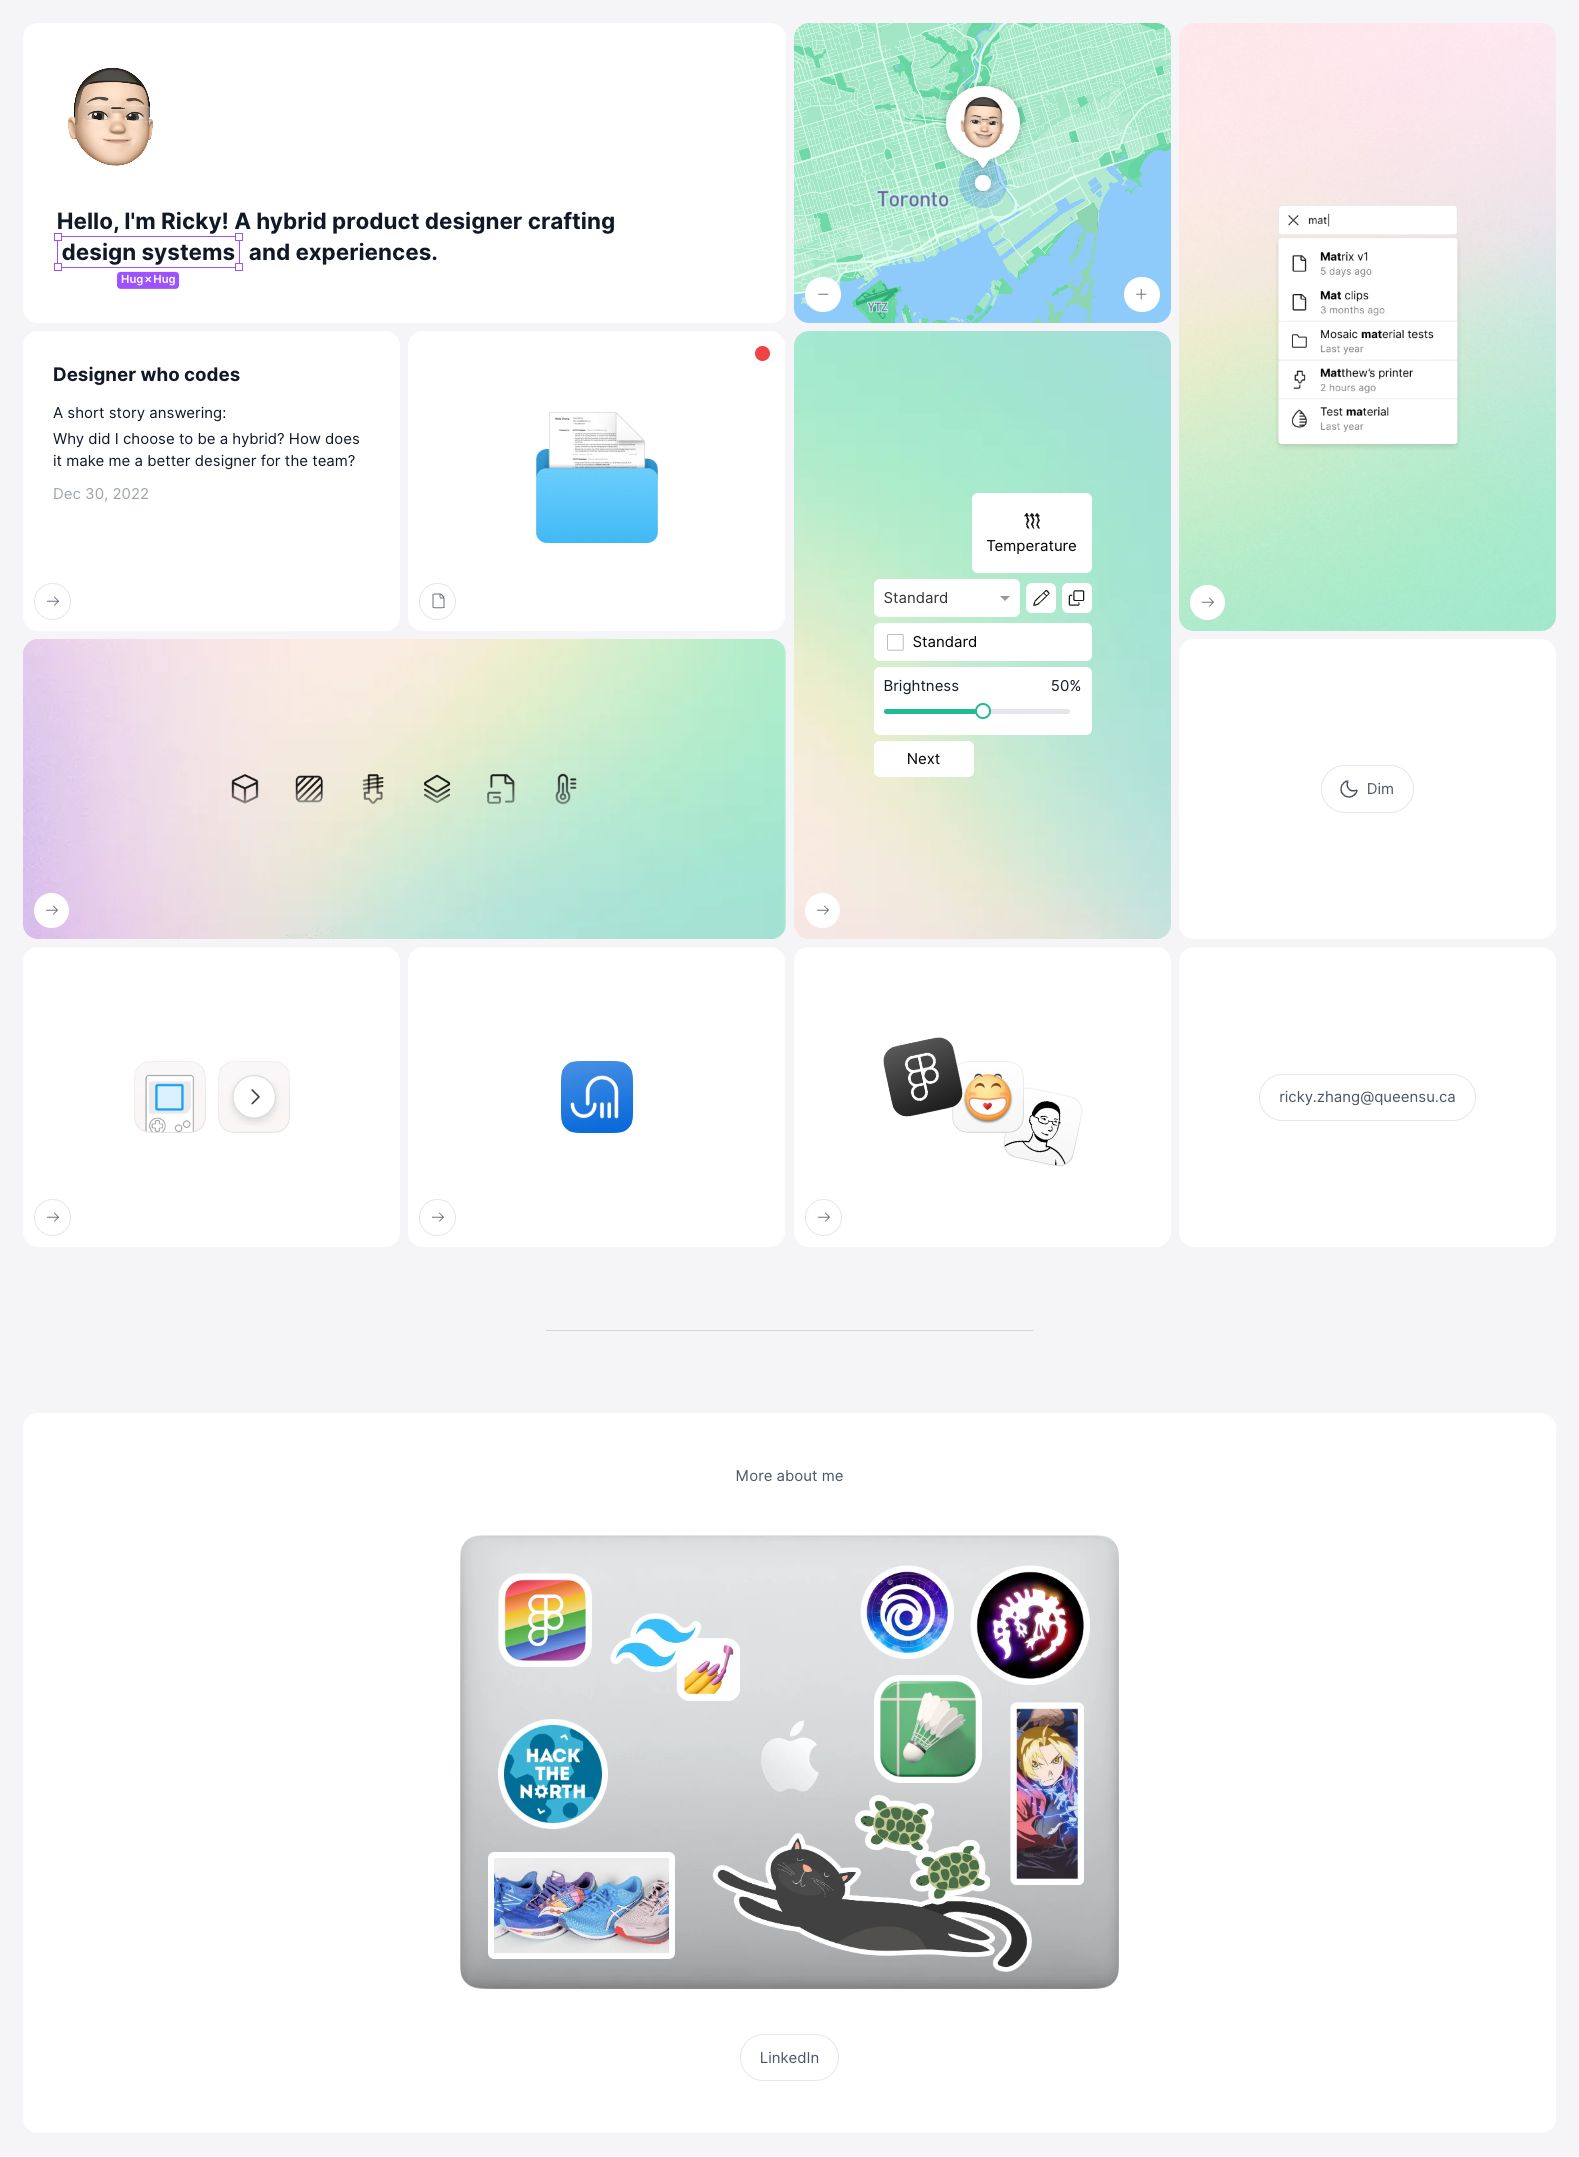 Hello, I'm Ricky! A hybrid product designer crafting
design systems and experiences.
Hug × Hug
Toronto
YTZ
mat
Matrix v1
5 days ago
Mat clips
3 months ago
Mosaic material tests
Last year
Matthew's printer
2 hours ago
Test material
Last year
Designer who codes
A short story answering:
Why did I choose to be a hybrid? How does
it make me a better designer for the team?
Dec 30, 2022
Temperature
Standard
Standard
Brightness 50%
Next
Dim
ricky.zhang@queensu.ca
More about me
HACK
THE
NORTH
LinkedIn